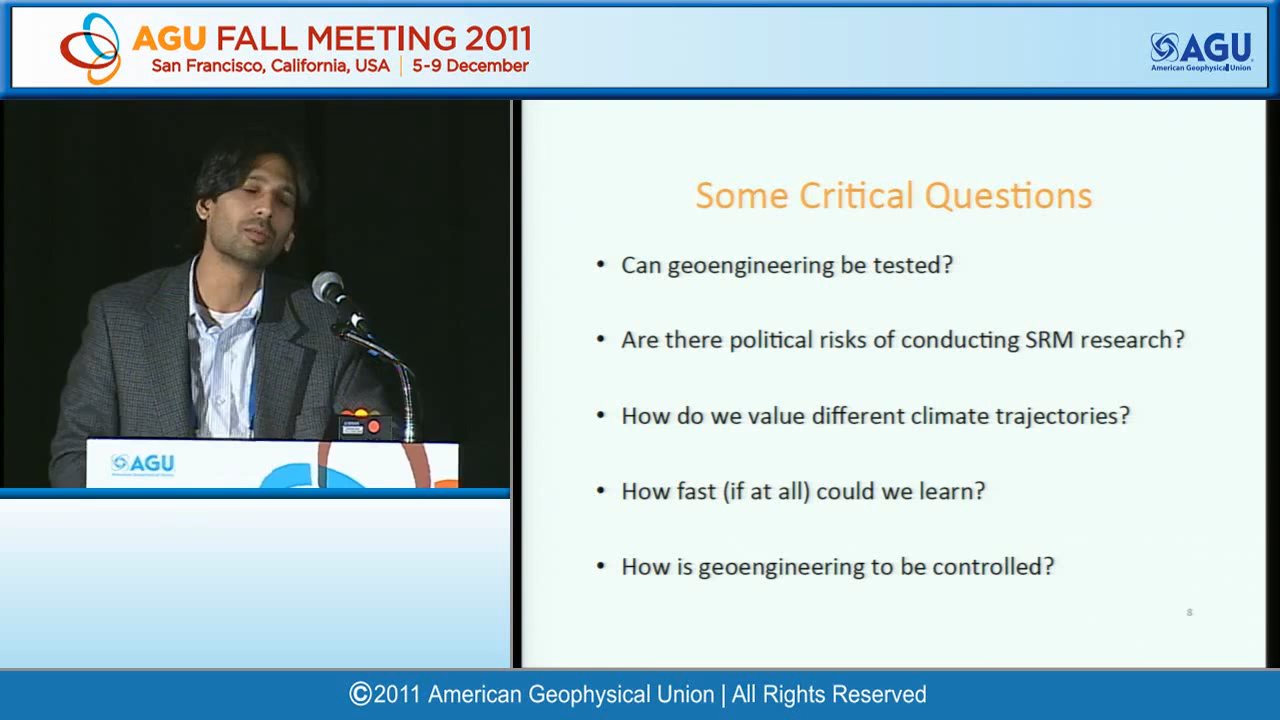 AGU FALL MEETING 2011
San Francisco, California, USA | 5-9 December
AGU
American Geophysical Union
Some Critical Questions
• Can geoengineering be tested?
• Are there political risks of conducting SRM research?
• How do we value different climate trajectories?
• How fast (if at all) could we learn?
• How is geoengineering to be controlled?
8
AGU
©2011 American Geophysical Union | All Rights Reserved